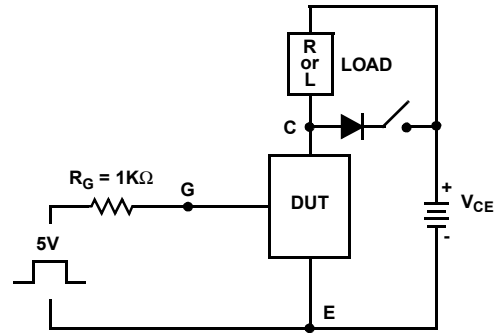 R
or
L
LOAD
C
R_G = 1KΩ
G
DUT
+
V_CE
-
5V
E